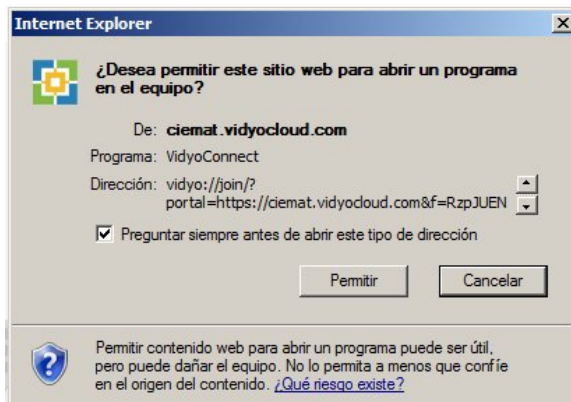 Internet Explorer
¿Desea permitir este sitio web para abrir un programa
en el equipo?
De: ciemat.vidyocloud.com
Programa: VidyoConnect
Dirección: vidyo://join/?
portal=https://ciemat.vidyocloud.com&f=RzpJUEN
Preguntar siempre antes de abrir este tipo de dirección
Permitir
Cancelar
Permitir contenido web para abrir un programa puede ser útil,
pero puede dañar el equipo. No lo permita a menos que confíe
en el origen del contenido. ¿Qué riesgo existe?